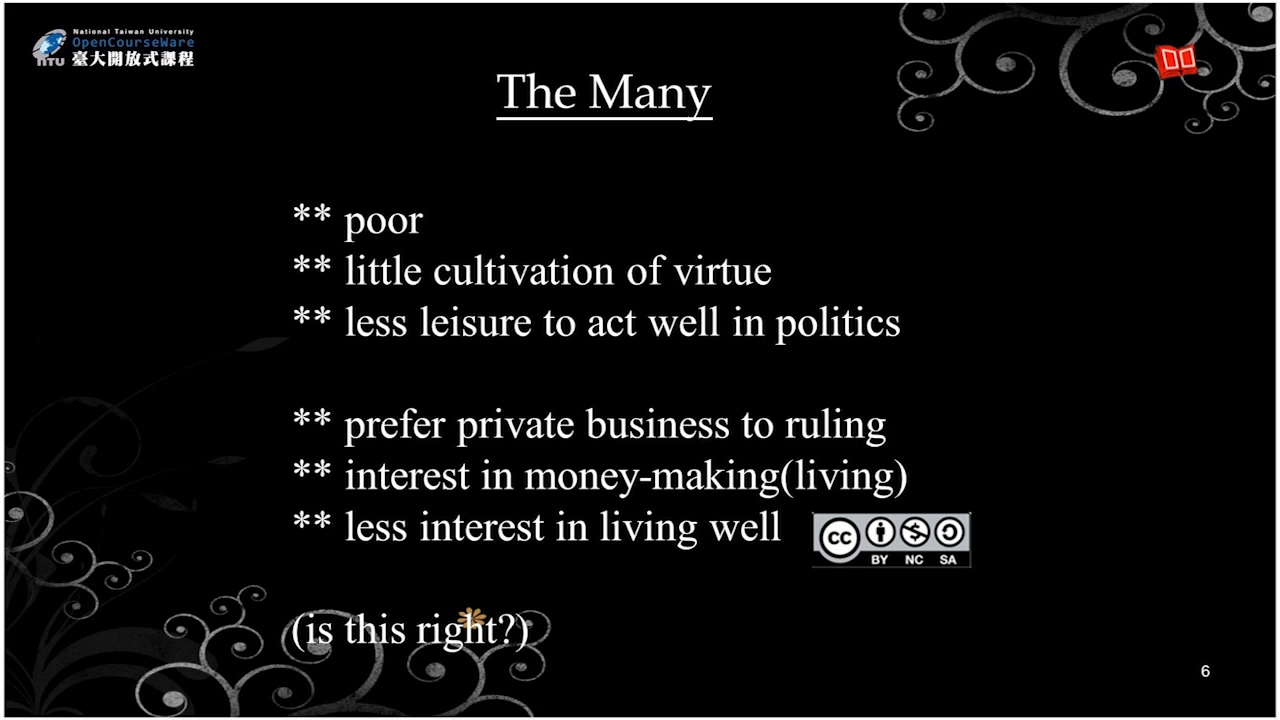 National Taiwan University
OpenCourseWare
NTU 臺大開放式課程
The Many
** poor
** little cultivation of virtue
** less leisure to act well in politics
** prefer private business to ruling
** interest in money-making(living)
** less interest in living well
cc
BY NC SA
(is this right?)
6